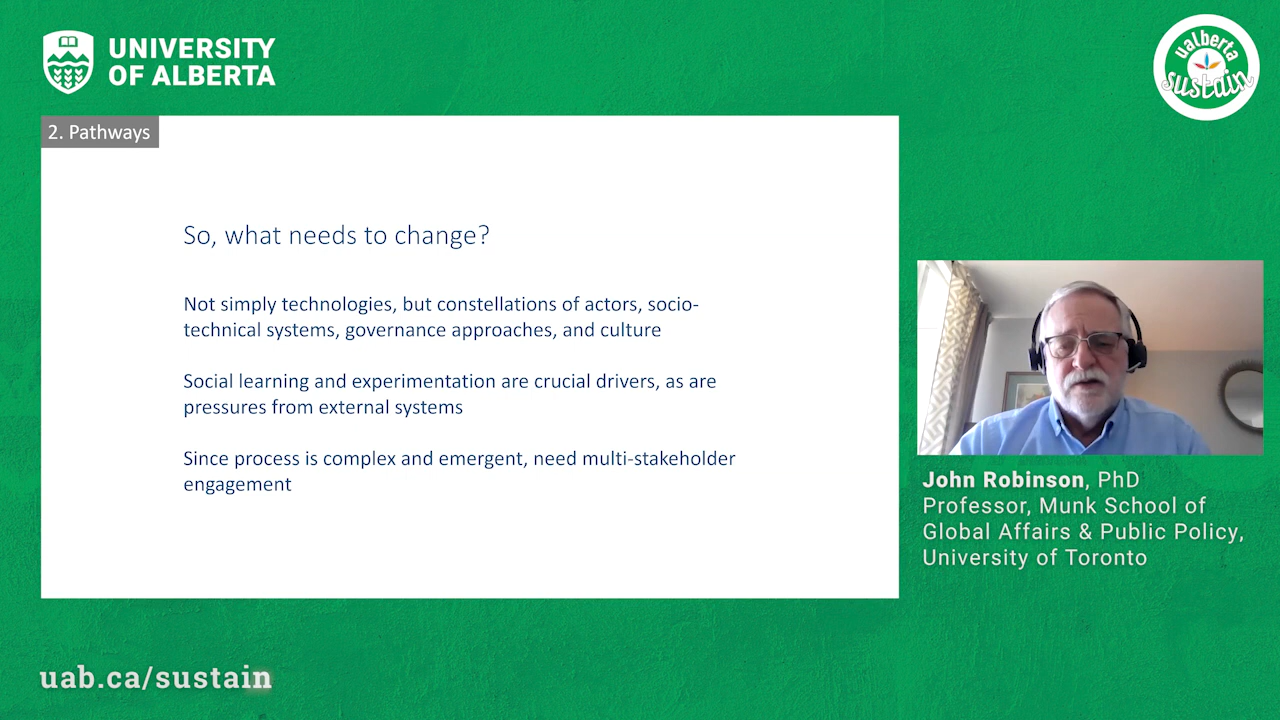 UNIVERSITY
OF ALBERTA
ualberta
sustain
2. Pathways
So, what needs to change?
Not simply technologies, but constellations of actors, socio-
technical systems, governance approaches, and culture
Social learning and experimentation are crucial drivers, as are
pressures from external systems
Since process is complex and emergent, need multi-stakeholder
engagement
John Robinson, PhD
Professor, Munk School of
Global Affairs & Public Policy,
University of Toronto
uab.ca/sustain